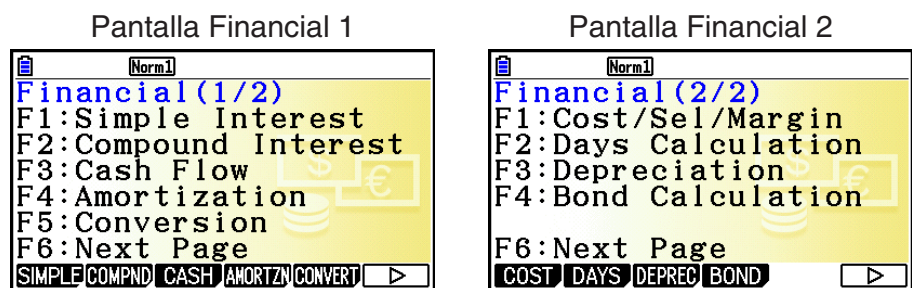 Pantalla Financial 1
Norm1
Financial(1/2)
F1:Simple Interest
F2:Compound Interest
F3:Cash Flow
F4:Amortization
F5:Conversion
F6:Next Page
SIMPLE COMPND CASH AMORTZN CONVERT
Pantalla Financial 2
Norm1
Financial(2/2)
F1:Cost/Sel/Margin
F2:Days Calculation
F3:Depreciation
F4:Bond Calculation
F6:Next Page
COST DAYS DEPREC BOND